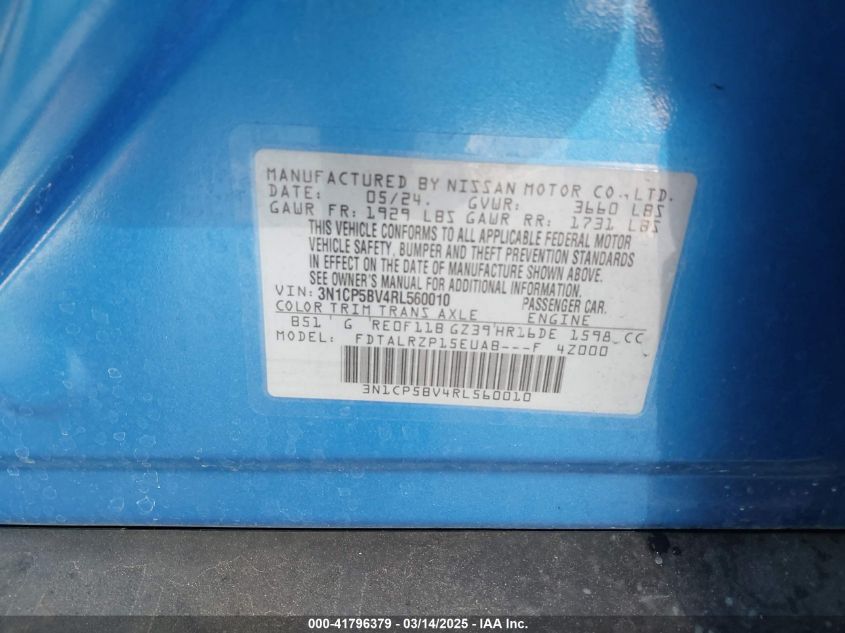 MANUFACTURED BY NISSAN MOTOR CO., LTD.
DATE: 05/24. GVWR: 3660 LBS
GAWR FR: 1929 LBS GAWR RR: 1731 LBS
THIS VEHICLE CONFORMS TO ALL APPLICABLE FEDERAL MOTOR
VEHICLE SAFETY, BUMPER AND THEFT PREVENTION STANDARDS
IN EFFECT ON THE DATE OF MANUFACTURE SHOWN ABOVE.
SEE OWNER'S MANUAL FOR ADDITIONAL INFORMATION.
VIN: 3N1CP5BV4RL560010 PASSENGER CAR.
COLOR TRIM TRANS AXLE ENGINE
B51 G RE0F11B GZ39 HR16DE 1598 CC
MODEL: FDTALRZP15EUAB---F 4Z000
3N1CP5BV4RL560010
000-41796379 — 03/14/2025 — IAA Inc.